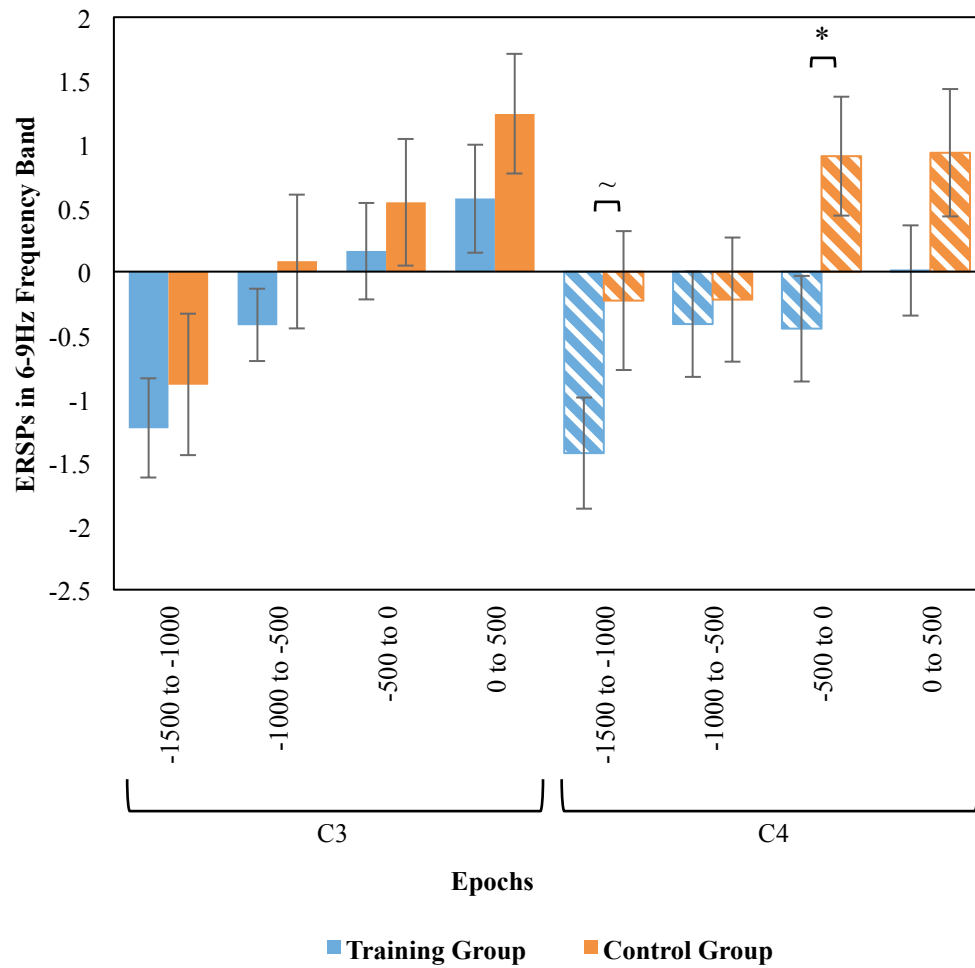 ERSPs in 6-9Hz Frequency Band
2
1.5
1
0.5
0
-0.5
-1
-1.5
-2
-2.5
~
*
-1500 to -1000
-1000 to -500
-500 to 0
0 to 500
-1500 to -1000
-1000 to -500
-500 to 0
0 to 500
C3
C4
Epochs
Training Group
Control Group